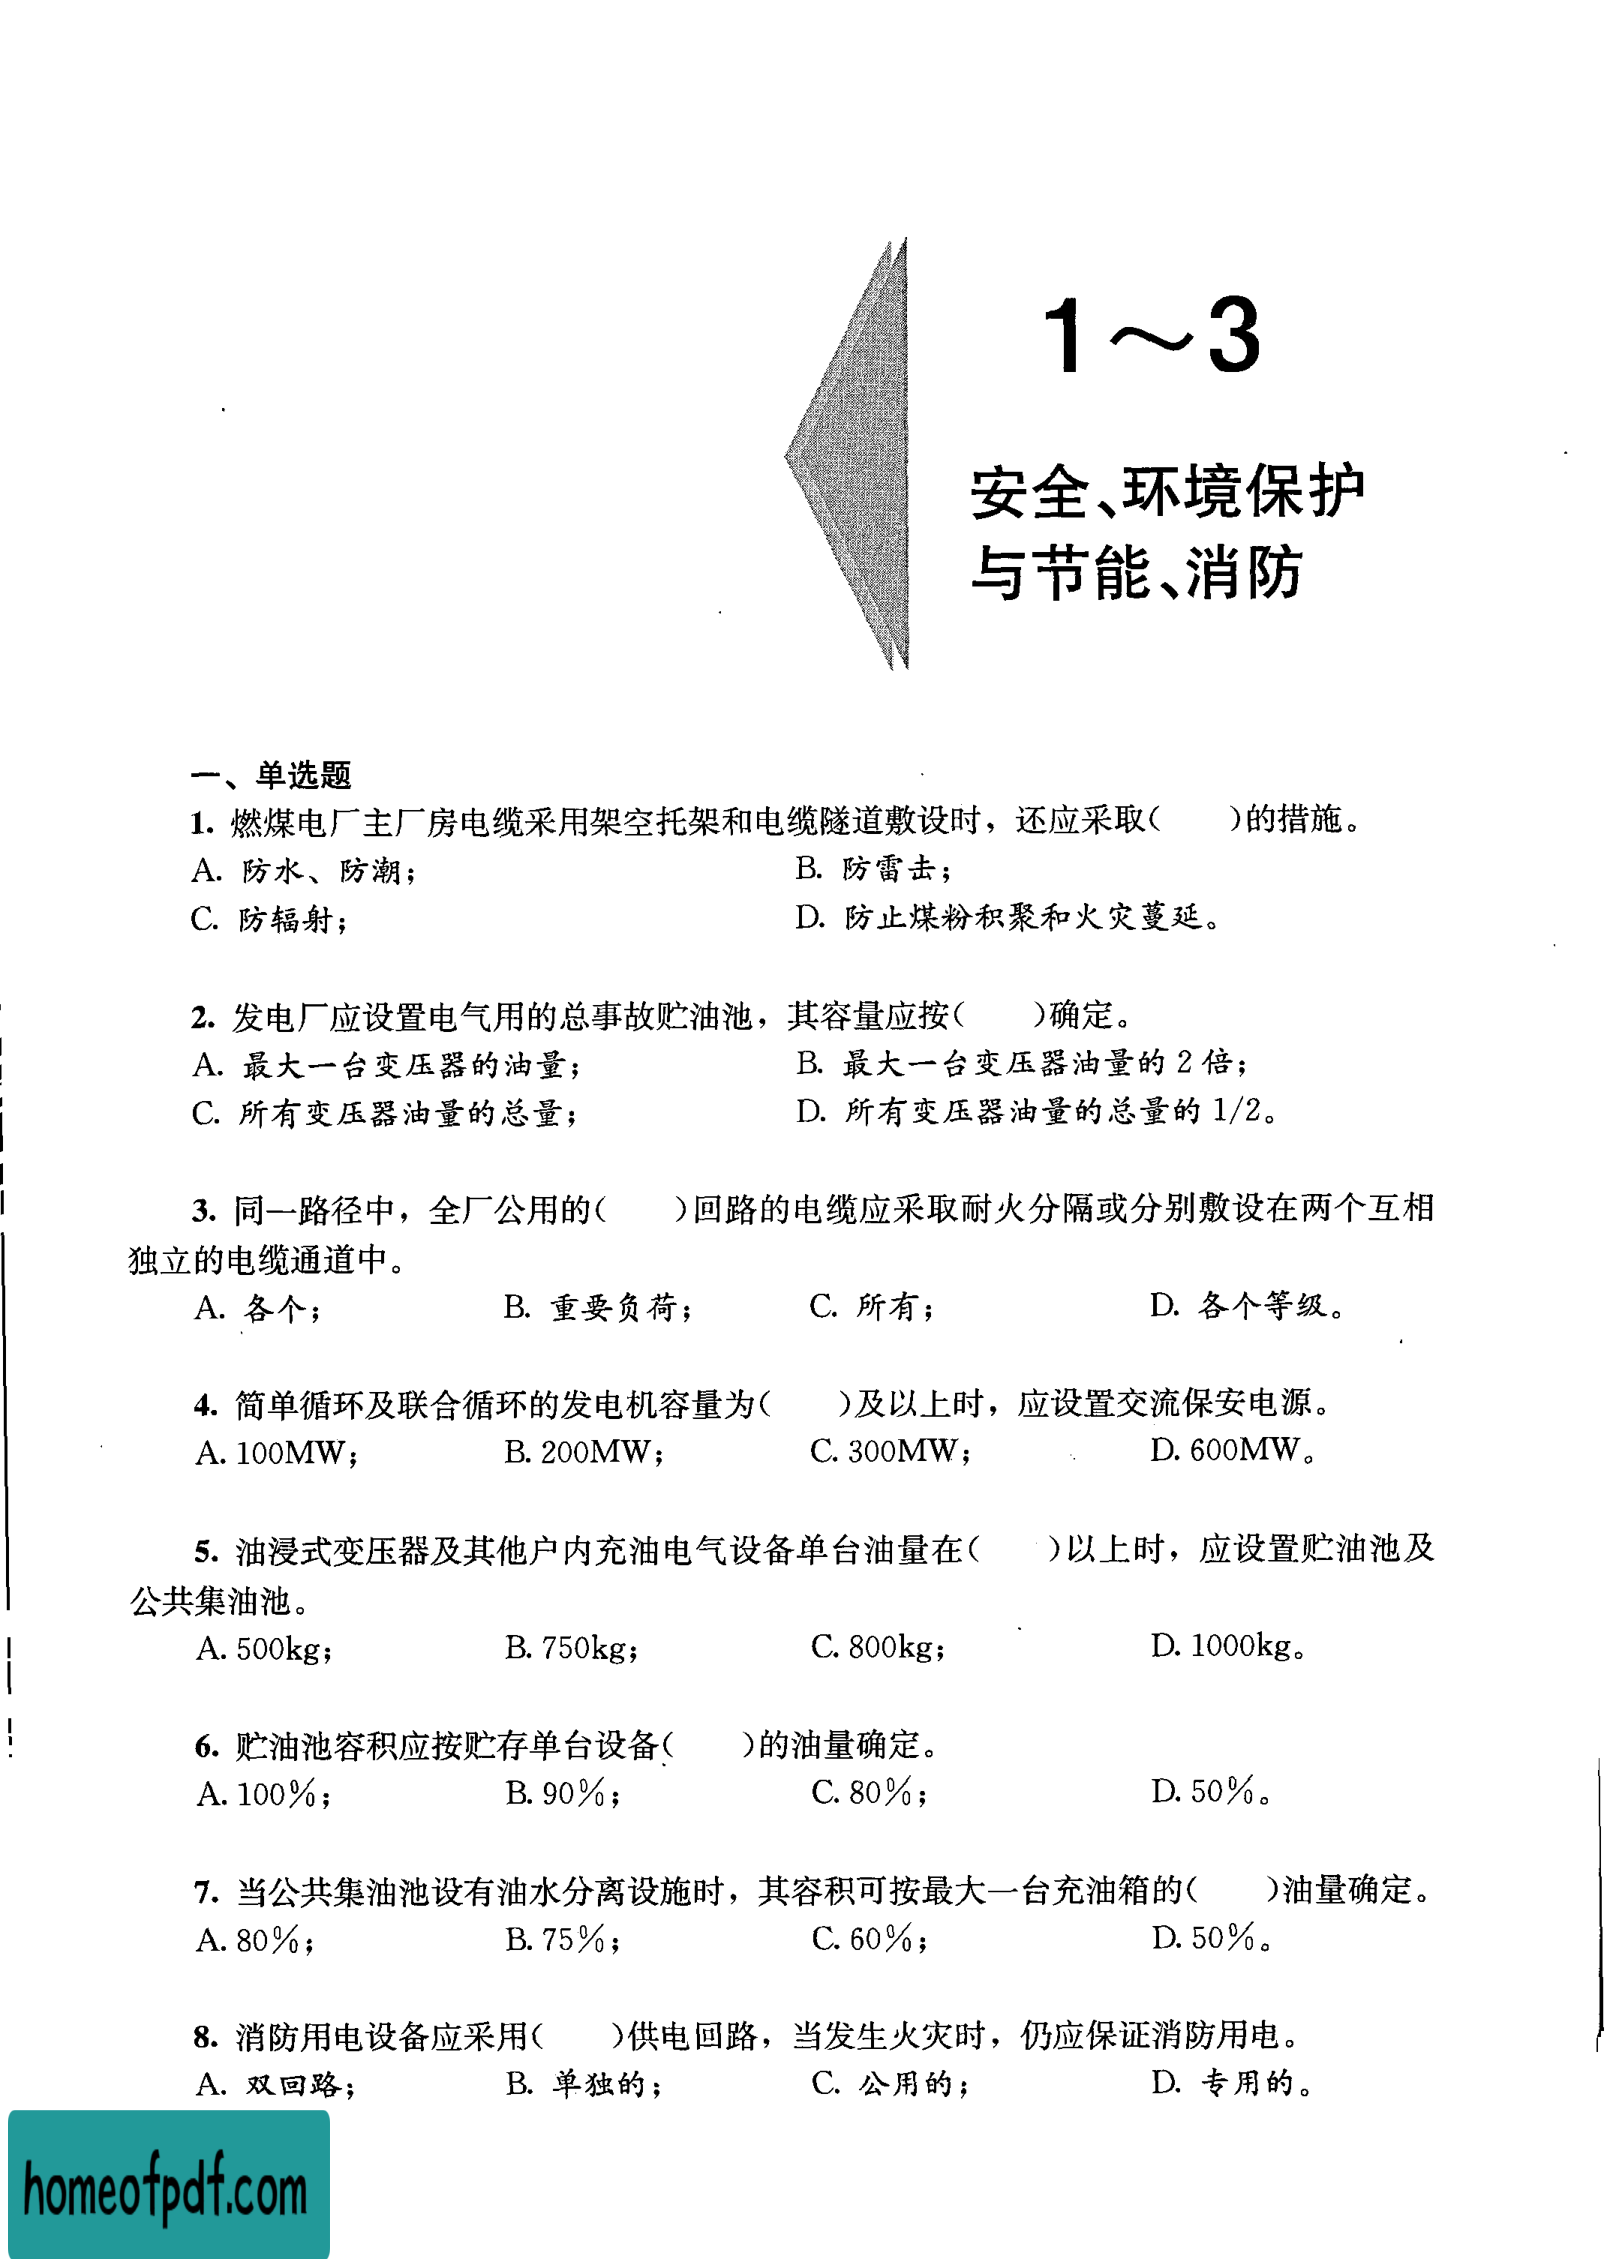 1～3
安全、环境保护
与节能、消防
一、单选题
1. 燃煤电厂主厂房电缆采用架空托架和电缆隧道敷设时，还应采取(　　)的措施。
A. 防水、防潮；　　B. 防雷击；
C. 防辐射；　　D. 防止煤粉积聚和火灾蔓延。
2. 发电厂应设置电气用的总事故贮油池，其容量应按(　　)确定。
A. 最大一台变压器的油量；　　B. 最大一台变压器油量的 2 倍；
C. 所有变压器油量的总量；　　D. 所有变压器油量的总量的 1/2。
3. 同一路径中，全厂公用的(　　)回路的电缆应采取耐火分隔或分别敷设在两个互相
独立的电缆通道中。
A. 各个；　　B. 重要负荷；　　C. 所有；　　D. 各个等级。
4. 简单循环及联合循环的发电机容量为(　　)及以上时，应设置交流保安电源。
A. 100MW；　　B. 200MW；　　C. 300MW；　　D. 600MW。
5. 油浸式变压器及其他户内充油电气设备单台油量在(　　)以上时，应设置贮油池及
公共集油池。
A. 500kg；　　B. 750kg；　　C. 800kg；　　D. 1000kg。
6. 贮油池容积应按贮存单台设备(　　)的油量确定。
A. 100%；　　B. 90%；　　C. 80%；　　D. 50%。
7. 当公共集油池设有油水分离设施时，其容积可按最大一台充油箱的(　　)油量确定。
A. 80%；　　B. 75%；　　C. 60%；　　D. 50%。
8. 消防用电设备应采用(　　)供电回路，当发生火灾时，仍应保证消防用电。
A. 双回路；　　B. 单独的；　　C. 公用的；　　D. 专用的。
homeofpdf.com